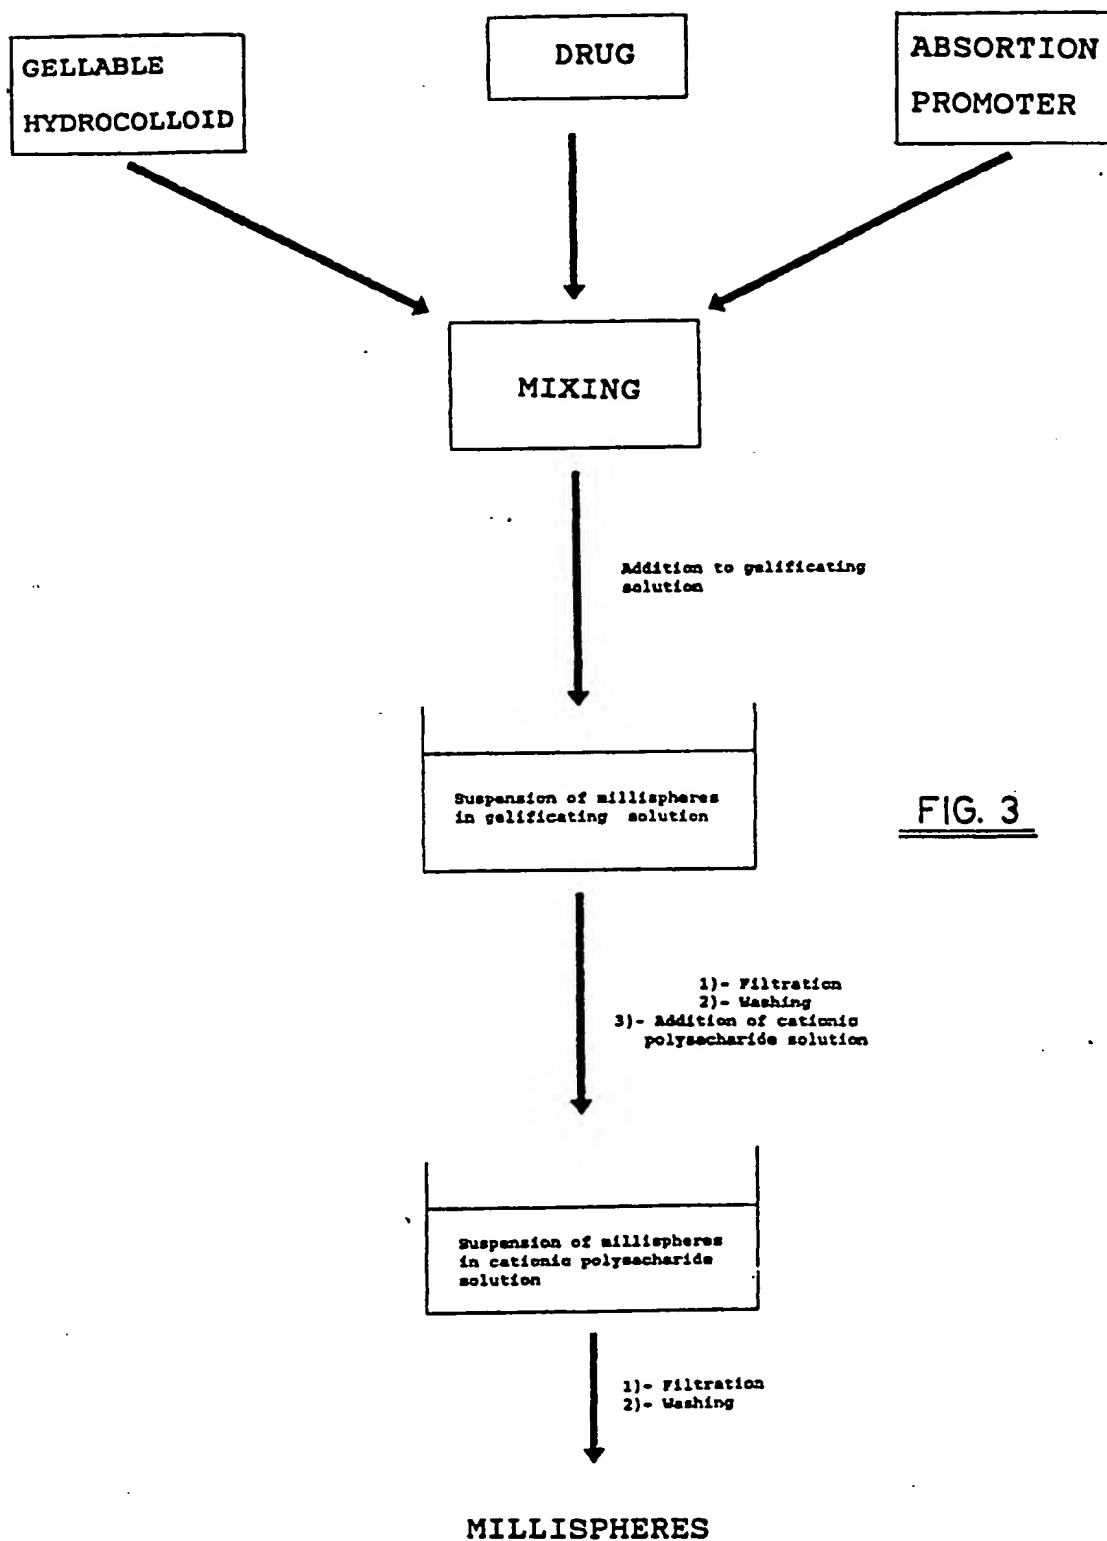 GELLABLE
HYDROCOLLOID
DRUG
ABSORTION
PROMOTER
MIXING
Addition to gelificating
solution
Suspension of millispheres
in gelificating solution
FIG. 3
1)- Filtration
2)- Washing
3)- Addition of cationic
polysacharide solution
Suspension of millispheres
in cationic polysacharide
solution
1)- Filtration
2)- Washing
MILLISPHERES